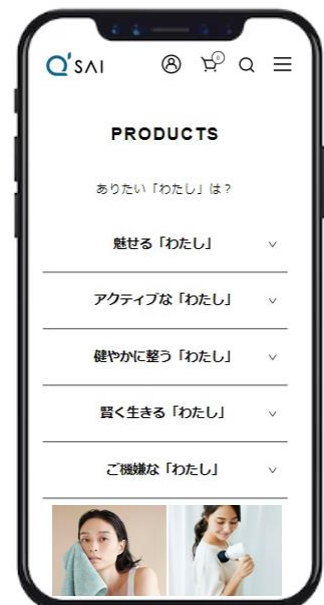 Q'SAI
0
PRODUCTS
ありたい「わたし」は？
魅せる「わたし」
アクティブな「わたし」
健やかに整う「わたし」
賢く生きる「わたし」
ご機嫌な「わたし」